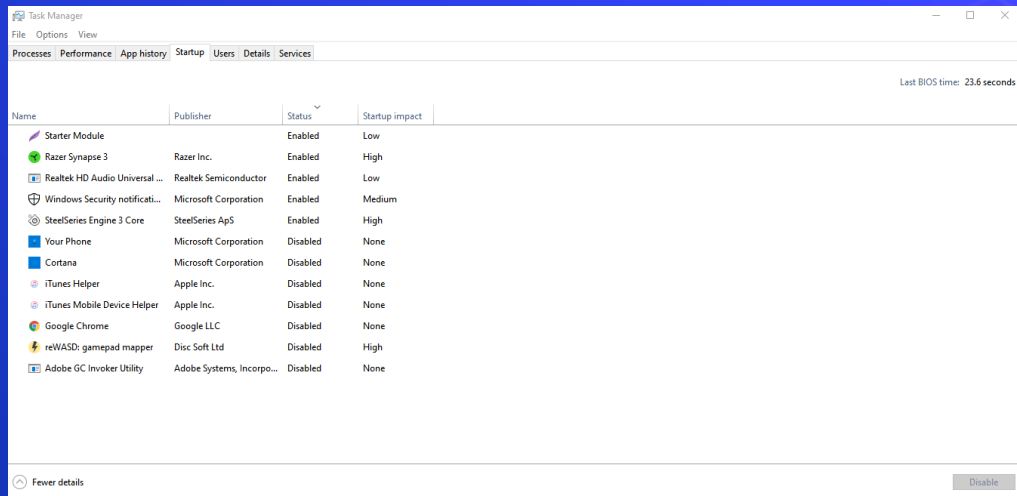 Task Manager
File Options View
Processes Performance App history Startup Users Details Services
Last BIOS time: 23.6 seconds
Name Publisher Status Startup impact
Starter Module Enabled Low
Razer Synapse 3 Razer Inc. Enabled High
Realtek HD Audio Universal ... Realtek Semiconductor Enabled Low
Windows Security notificati... Microsoft Corporation Enabled Medium
SteelSeries Engine 3 Core SteelSeries ApS Enabled High
Your Phone Microsoft Corporation Disabled None
Cortana Microsoft Corporation Disabled None
iTunes Helper Apple Inc. Disabled None
iTunes Mobile Device Helper Apple Inc. Disabled None
Google Chrome Google LLC Disabled None
reWASD: gamepad mapper Disc Soft Ltd Disabled High
Adobe GC Invoker Utility Adobe Systems, Incorpo... Disabled None
Fewer details Disable